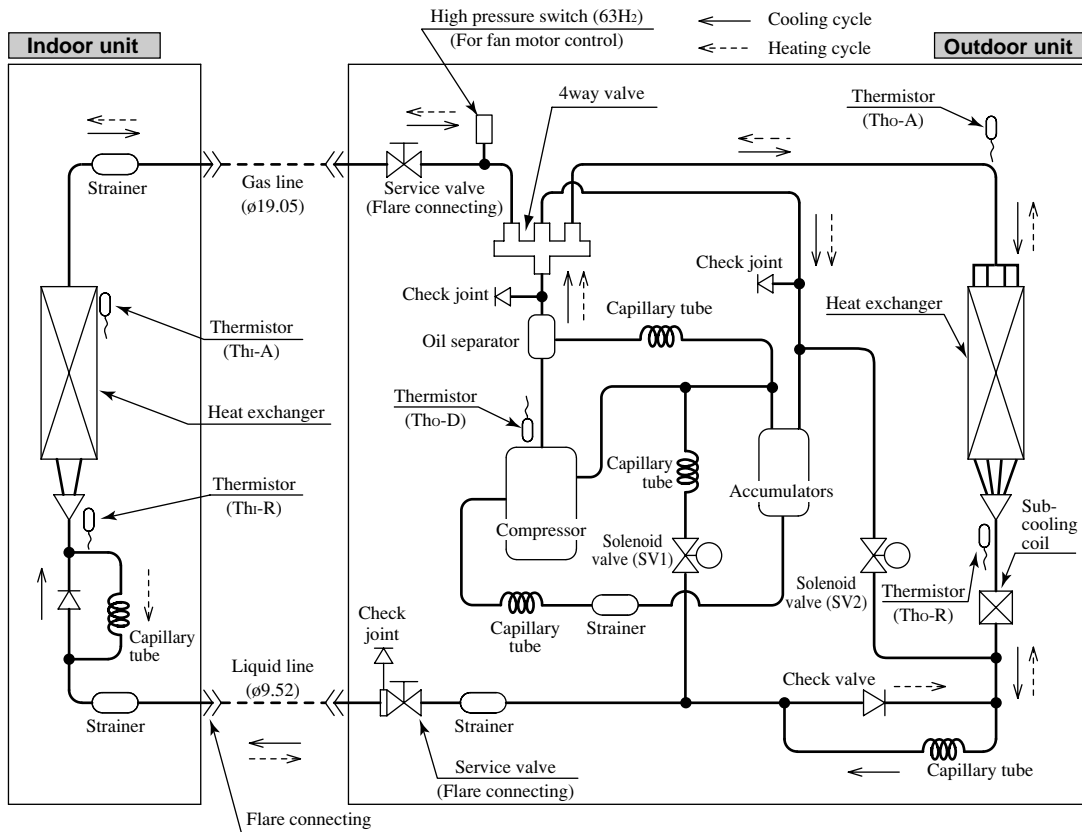 High pressure switch (63H2)
(For fan motor control)
Cooling cycle
Heating cycle
Indoor unit
Outdoor unit
4way valve
Thermistor
(Tho-A)
Strainer
Gas line
(ø19.05)
Service valve
(Flare connecting)
Check joint
Check joint
Capillary tube
Heat exchanger
Oil separator
Thermistor
(ThI-A)
Thermistor
(Tho-D)
Heat exchanger
Capillary
tube
Accumulators
Thermistor
(ThI-R)
Compressor
Sub-
cooling
coil
Solenoid
valve (SV1)
Solenoid
valve (SV2)
Thermistor
(Tho-R)
Capillary
tube
Check
joint
Capillary
tube
Strainer
Liquid line
(ø9.52)
Check valve
Strainer
Strainer
Service valve
(Flare connecting)
Capillary tube
Flare connecting